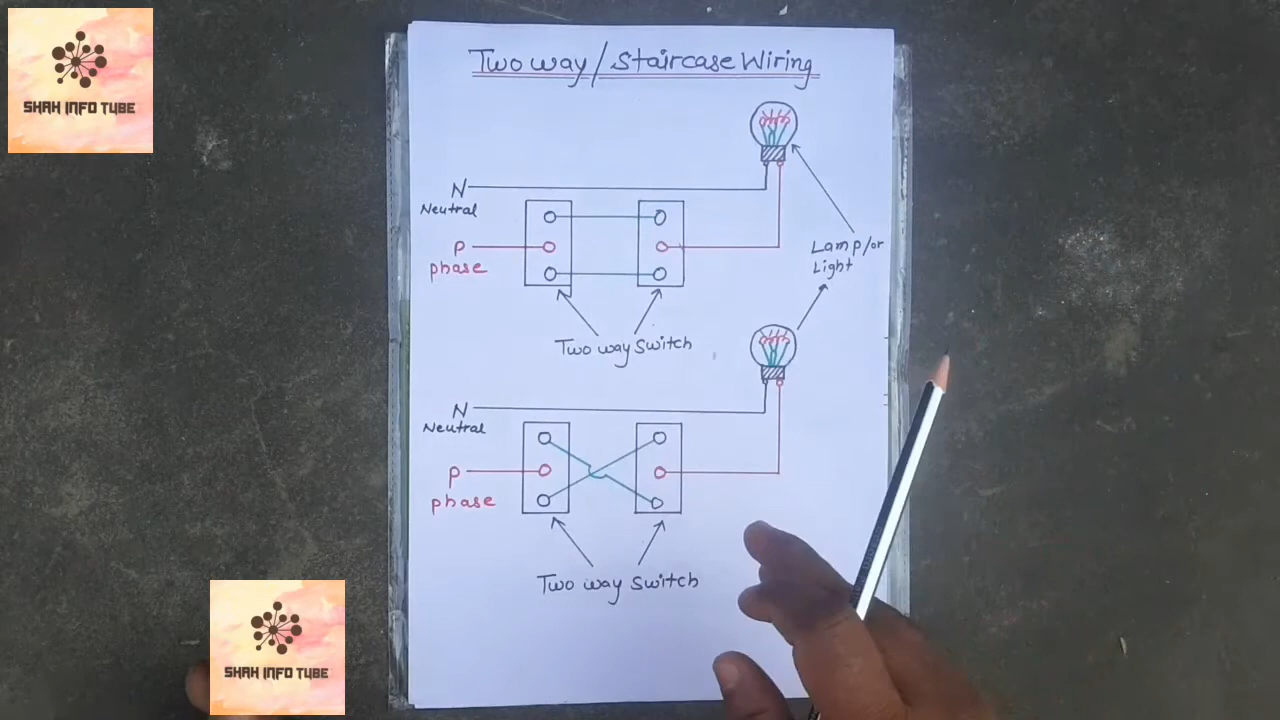 SHAH INFO TUBE
Two way / Staircase Wiring
N
Neutral
P
phase
Lamp/or
Light
Two way Switch
N
Neutral
P
phase
Two way Switch
SHAH INFO TUBE